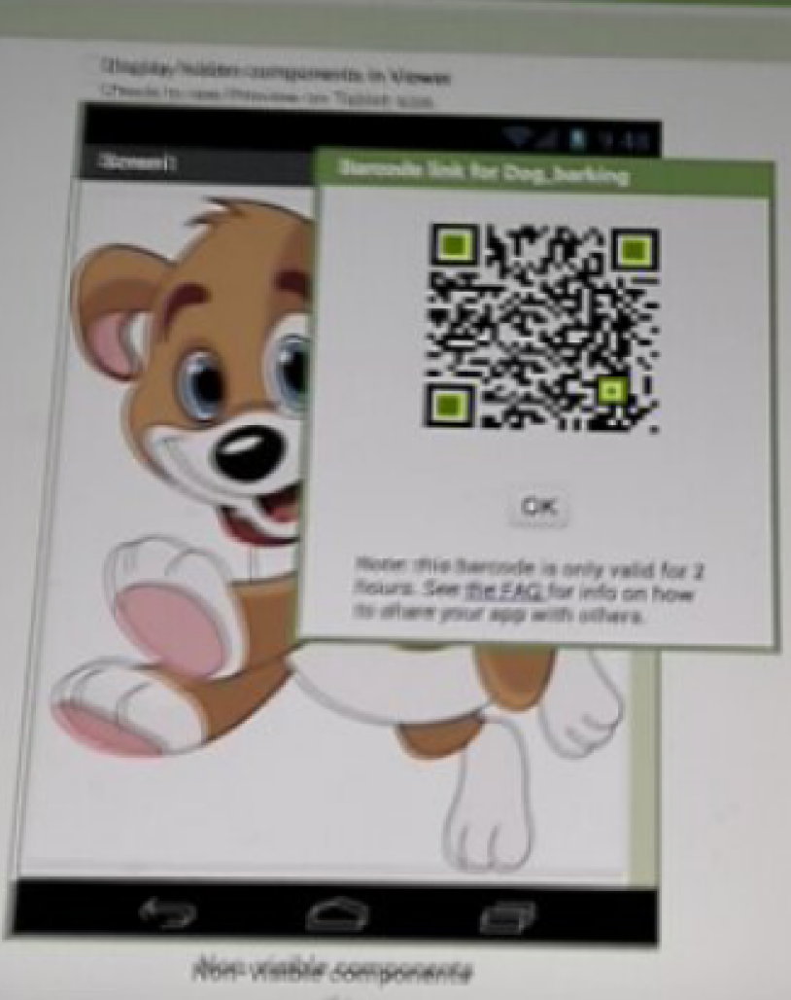 Display hidden components in Viewer
Check to see Preview on Tablet size.
9:48
Screen1
Barcode link for Dog_barking
OK
Note: this barcode is only valid for 2
hours. See the FAQ for info on how
to share your app with others.
Non-visible components